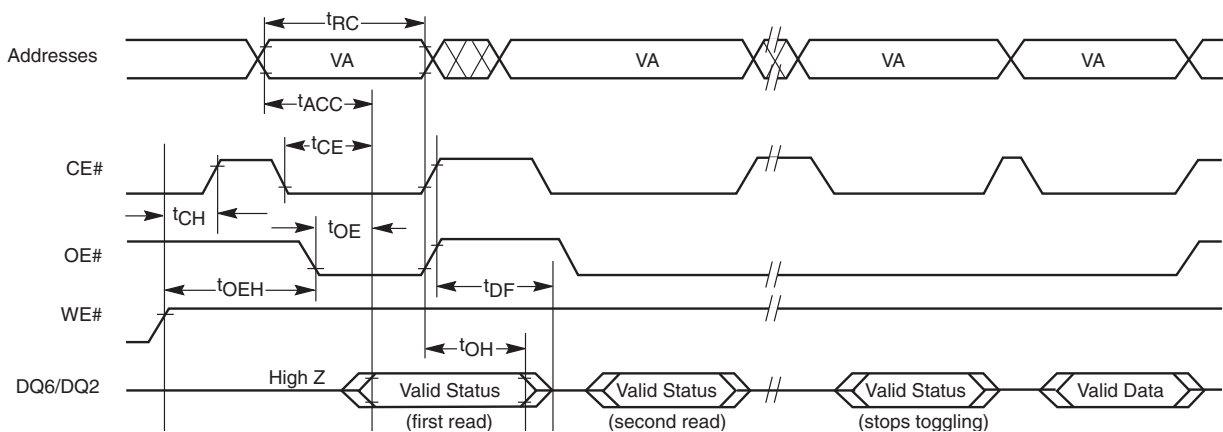 tRC
Addresses VA VA VA VA
tACC
tCE
CE#
tCH
tOE
OE#
tOEH
tDF
WE#
tOH
DQ6/DQ2 High Z Valid Status Valid Status Valid Status Valid Data
(first read) (second read) (stops toggling)